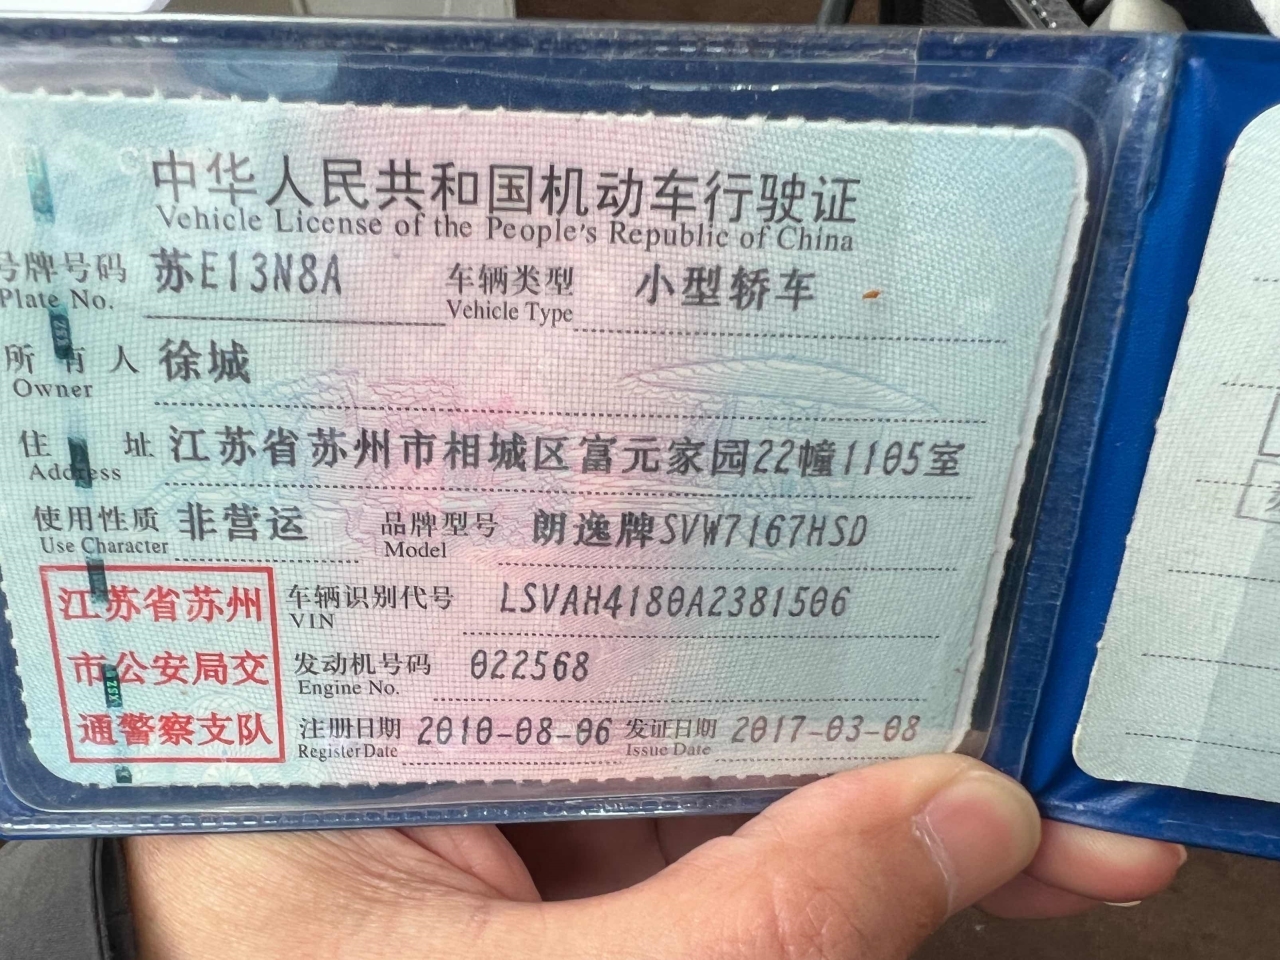 中华人民共和国机动车行驶证
Vehicle License of the People's Republic of China
号牌号码 苏E13N8A 车辆类型 小型轿车
Plate No. Vehicle Type
所有人 徐城
Owner
住址 江苏省苏州市相城区富元家园22幢1105室
Address
使用性质 非营运 品牌型号 朗逸牌SVW7167HSD
Use Character Model
江苏省苏州 车辆识别代号 LSVAH4180A2381506
VIN
市公安局交 发动机号码 022568
Engine No.
通警察支队 注册日期 2010-08-06 发证日期 2017-03-08
Register Date Issue Date